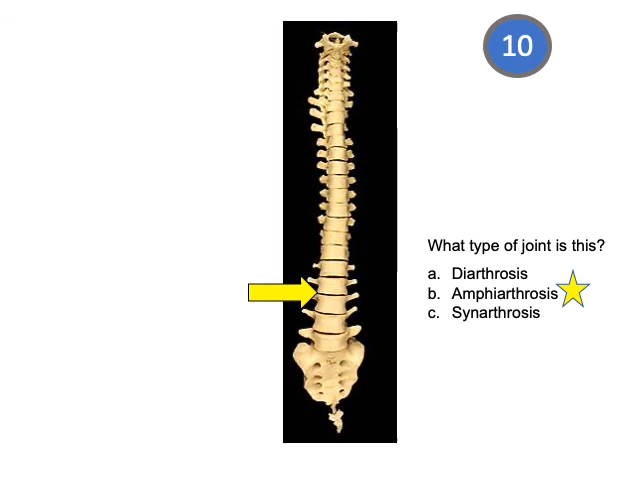 10
What type of joint is this?
a. Diarthrosis
b. Amphiarthrosis
c. Synarthrosis